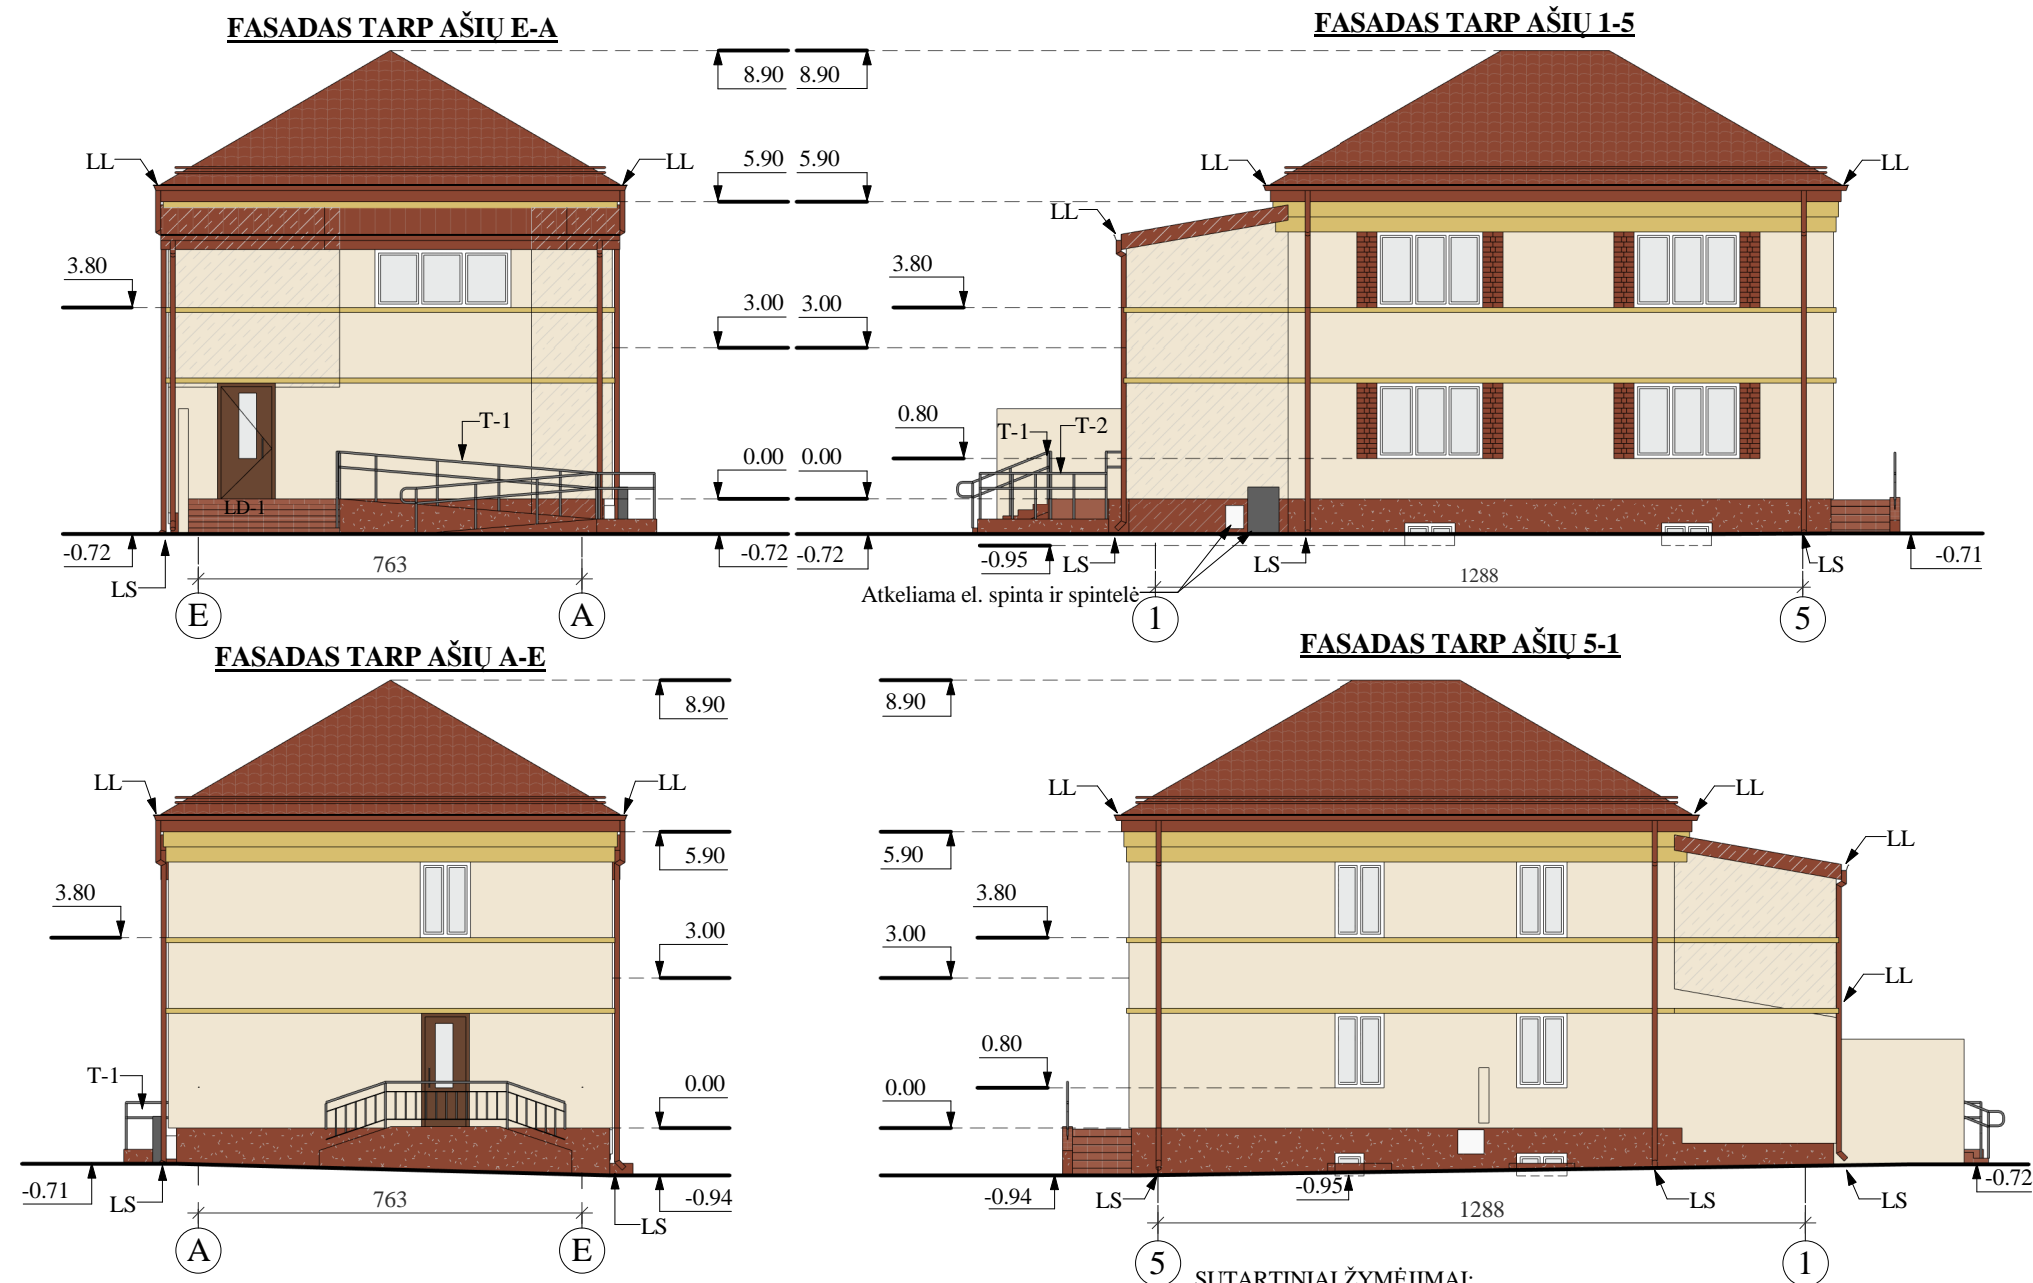 FASADAS TARP AŠIŲ E-A
8.90
LL
LL
5.90
3.80
3.00
T-1
0.00
LD-1
-0.72
-0.72
763
LS
E
A
FASADAS TARP AŠIŲ 1-5
8.90
LL
LL
5.90
LL
3.80
3.00
0.80
T-1
T-2
0.00
-0.72
-0.95
LS
LS
LS
-0.71
1288
Atkeliama el. spinta ir spintelė
1
5
FASADAS TARP AŠIŲ A-E
8.90
LL
LL
5.90
3.80
3.00
T-1
0.00
-0.71
LS
763
LS
-0.94
A
E
FASADAS TARP AŠIŲ 5-1
8.90
LL
LL
LL
5.90
3.80
3.00
LL
0.80
0.00
-0.94
LS
-0.95
LS
LS
-0.72
1288
5
1
SUTARTINIAI ŽYMĖJIMAI: